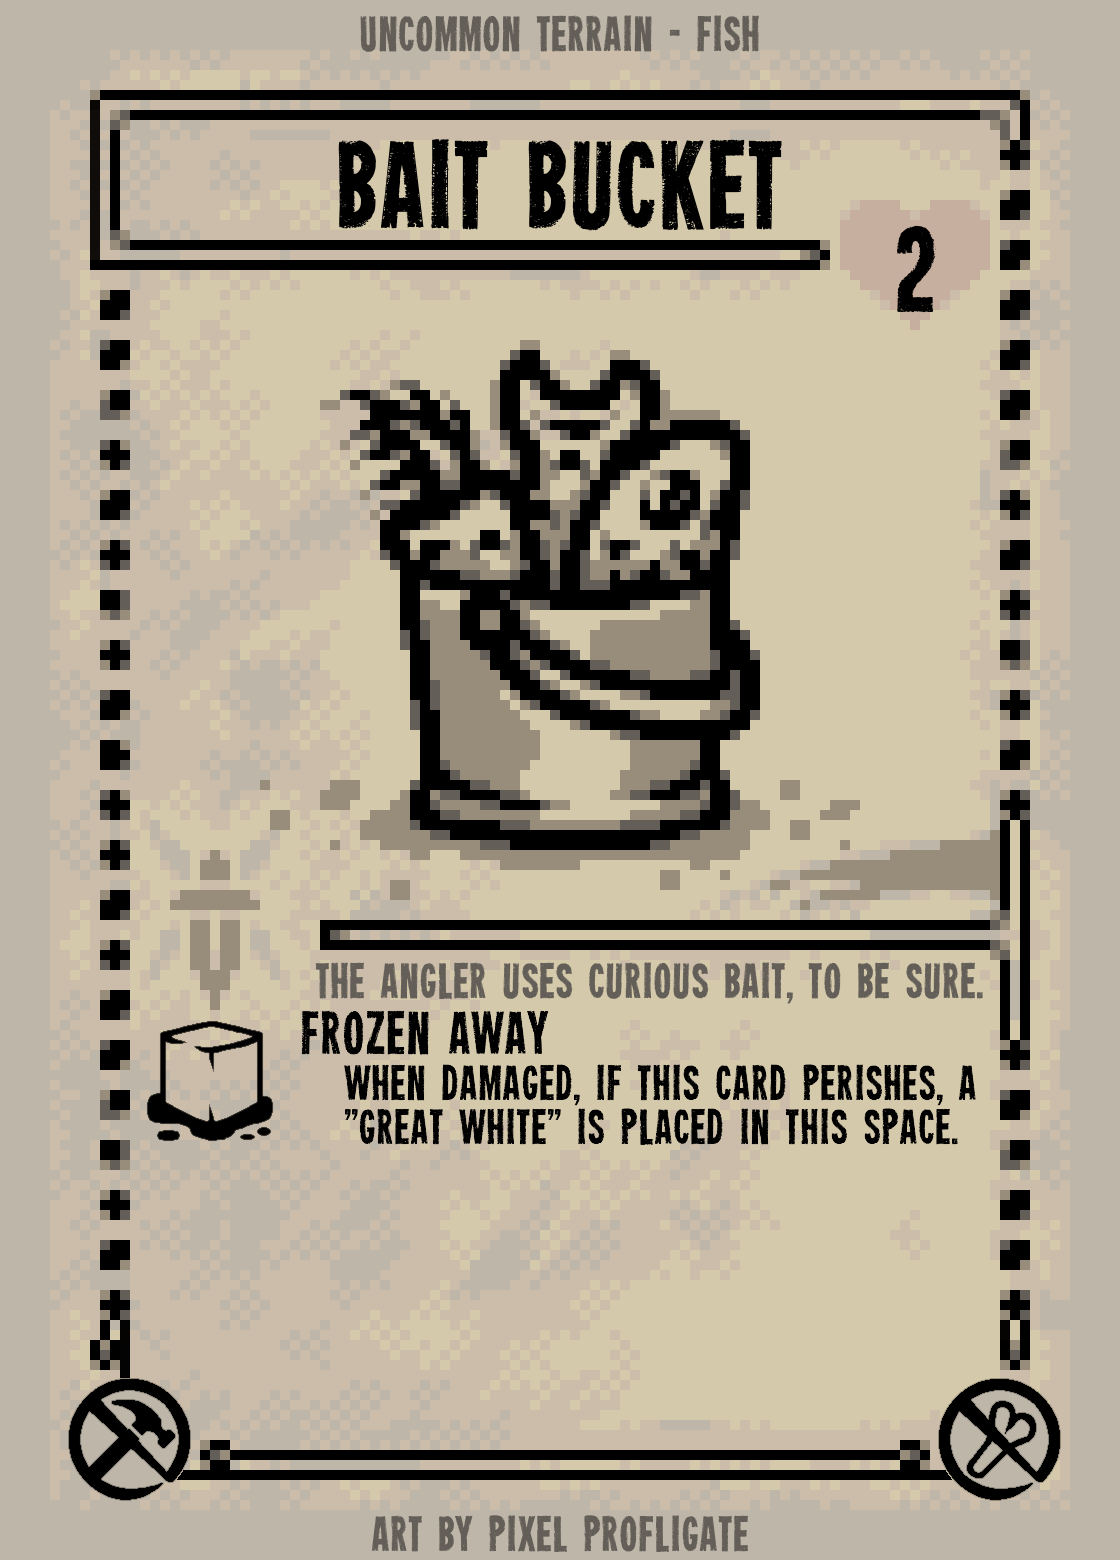 UNCOMMON TERRAIN - FISH
BAIT BUCKET
2
THE ANGLER USES CURIOUS BAIT, TO BE SURE.
FROZEN AWAY
WHEN DAMAGED, IF THIS CARD PERISHES, A
"GREAT WHITE" IS PLACED IN THIS SPACE.
ART BY PIXEL PROFLIGATE